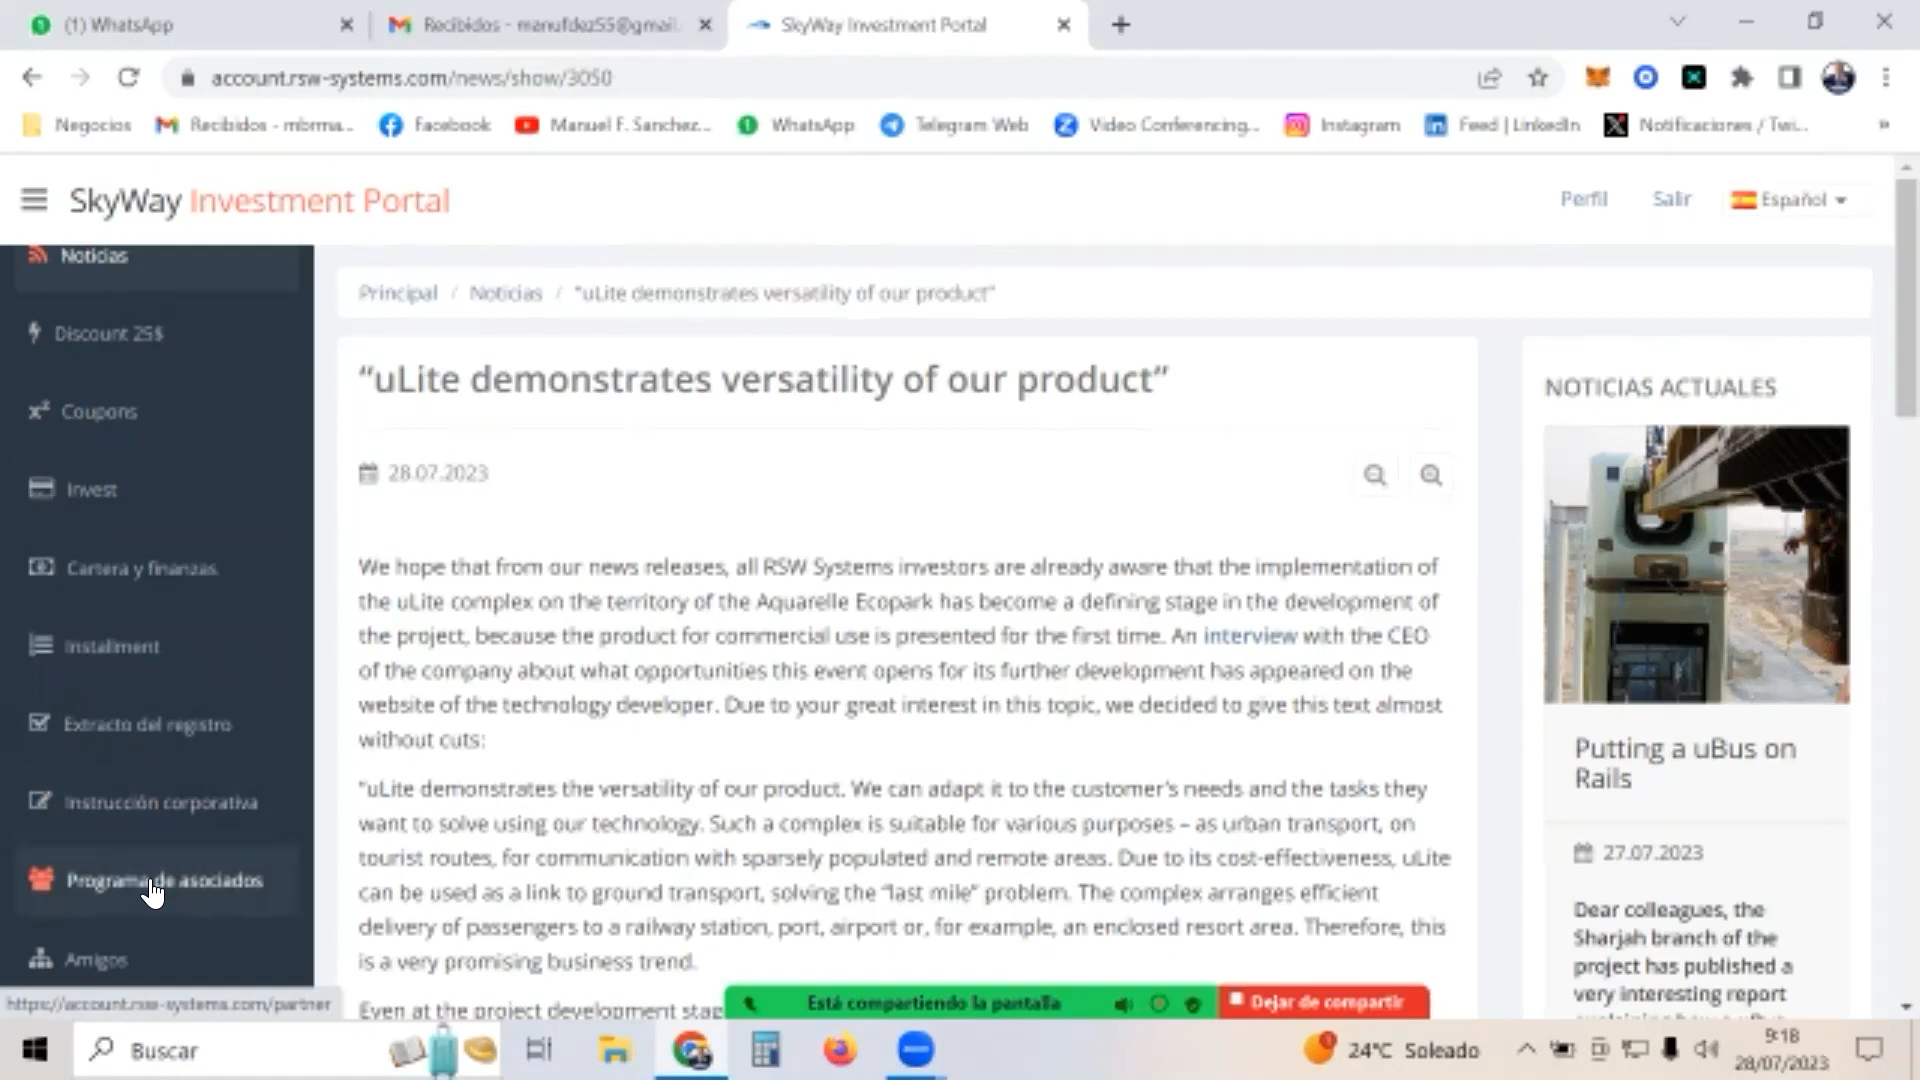 (1) WhatsApp
Recibidos - manufdez55@gmail.
SkyWay Investment Portal
account.rsw-systems.com/news/show/3050
Negocios
Recibidos - mbrma...
Facebook
Manuel F. Sanchez...
WhatsApp
Telegram Web
Video Conferencing,...
Instagram
Feed | LinkedIn
Notificaciones / Twi...
»
SkyWay Investment Portal
Perfil
Salir
Español
Noticias
Discount 25$
Coupons
Invest
Cartera y finanzas
Installment
Extracto del registro
Instrucción corporativa
Programa de asociados
Amigos
https://account.rsw-systems.com/partner
Principal / Noticias / "uLite demonstrates versatility of our product"
“uLite demonstrates versatility of our product”
28.07.2023
We hope that from our news releases, all RSW Systems investors are already aware that the implementation of
the uLite complex on the territory of the Aquarelle Ecopark has become a defining stage in the development of
the project, because the product for commercial use is presented for the first time. An interview with the CEO
of the company about what opportunities this event opens for its further development has appeared on the
website of the technology developer. Due to your great interest in this topic, we decided to give this text almost
without cuts:
"uLite demonstrates the versatility of our product. We can adapt it to the customer's needs and the tasks they
want to solve using our technology. Such a complex is suitable for various purposes – as urban transport, on
tourist routes, for communication with sparsely populated and remote areas. Due to its cost-effectiveness, uLite
can be used as a link to ground transport, solving the "last mile" problem. The complex arranges efficient
delivery of passengers to a railway station, port, airport or, for example, an enclosed resort area. Therefore, this
is a very promising business trend.
Even at the project development stag
NOTICIAS ACTUALES
Putting a uBus on
Rails
27.07.2023
Dear colleagues, the
Sharjah branch of the
project has published a
very interesting report
Está compartiendo la pantalla
Dejar de compartir
Buscar
24°C Soleado
9:18
28/07/2023